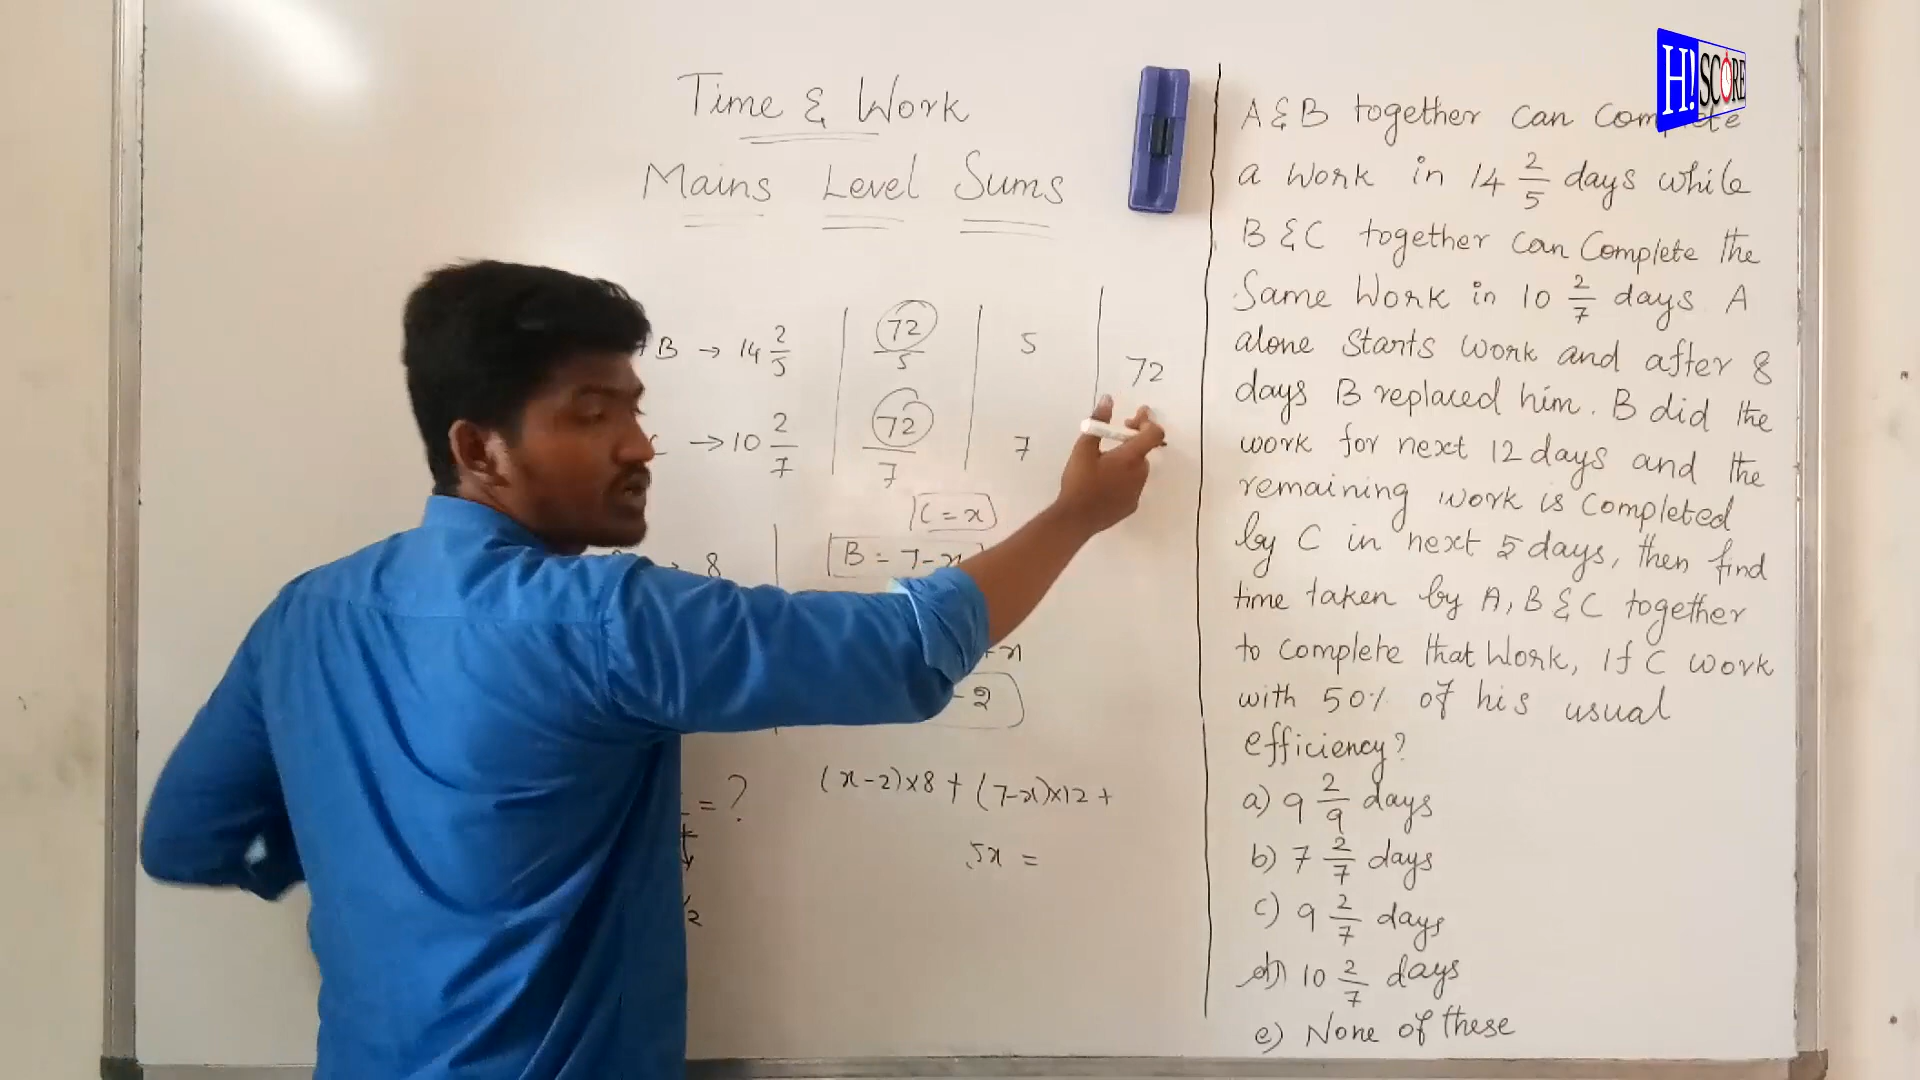 Time & Work
Mains Level Sums
B → 14 2/5 | 72/5 | 5 | 72
C → 10 2/7 | 72/7 | 7
C = x
B = 7-x
→ 8
+x
- 2
= ?
1/2
(x-2)×8 + (7-x)×12 +
5x =
H!SCORE
A & B together can Complete
a work in 14 2/5 days while
B & C together can Complete the
Same Work in 10 2/7 days A
alone starts work and after 8
days B replaced him. B did the
work for next 12 days and the
remaining work is completed
by C in next 5 days, then find
time taken by A, B & C together
to complete that work, If C work
with 50% of his usual
efficiency?
a) 9 2/9 days
b) 7 2/7 days
c) 9 2/7 days
d) 10 2/7 days
e) None of these